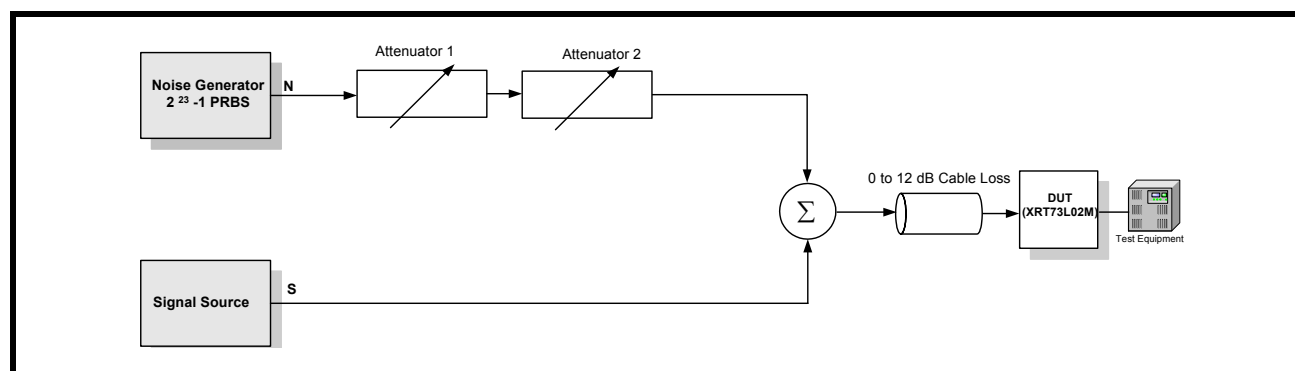 Attenuator 1
Attenuator 2
Noise Generator
2 23 -1 PRBS
N
0 to 12 dB Cable Loss
Σ
DUT
(XRT73L02M)
Test Equipment
Signal Source
S